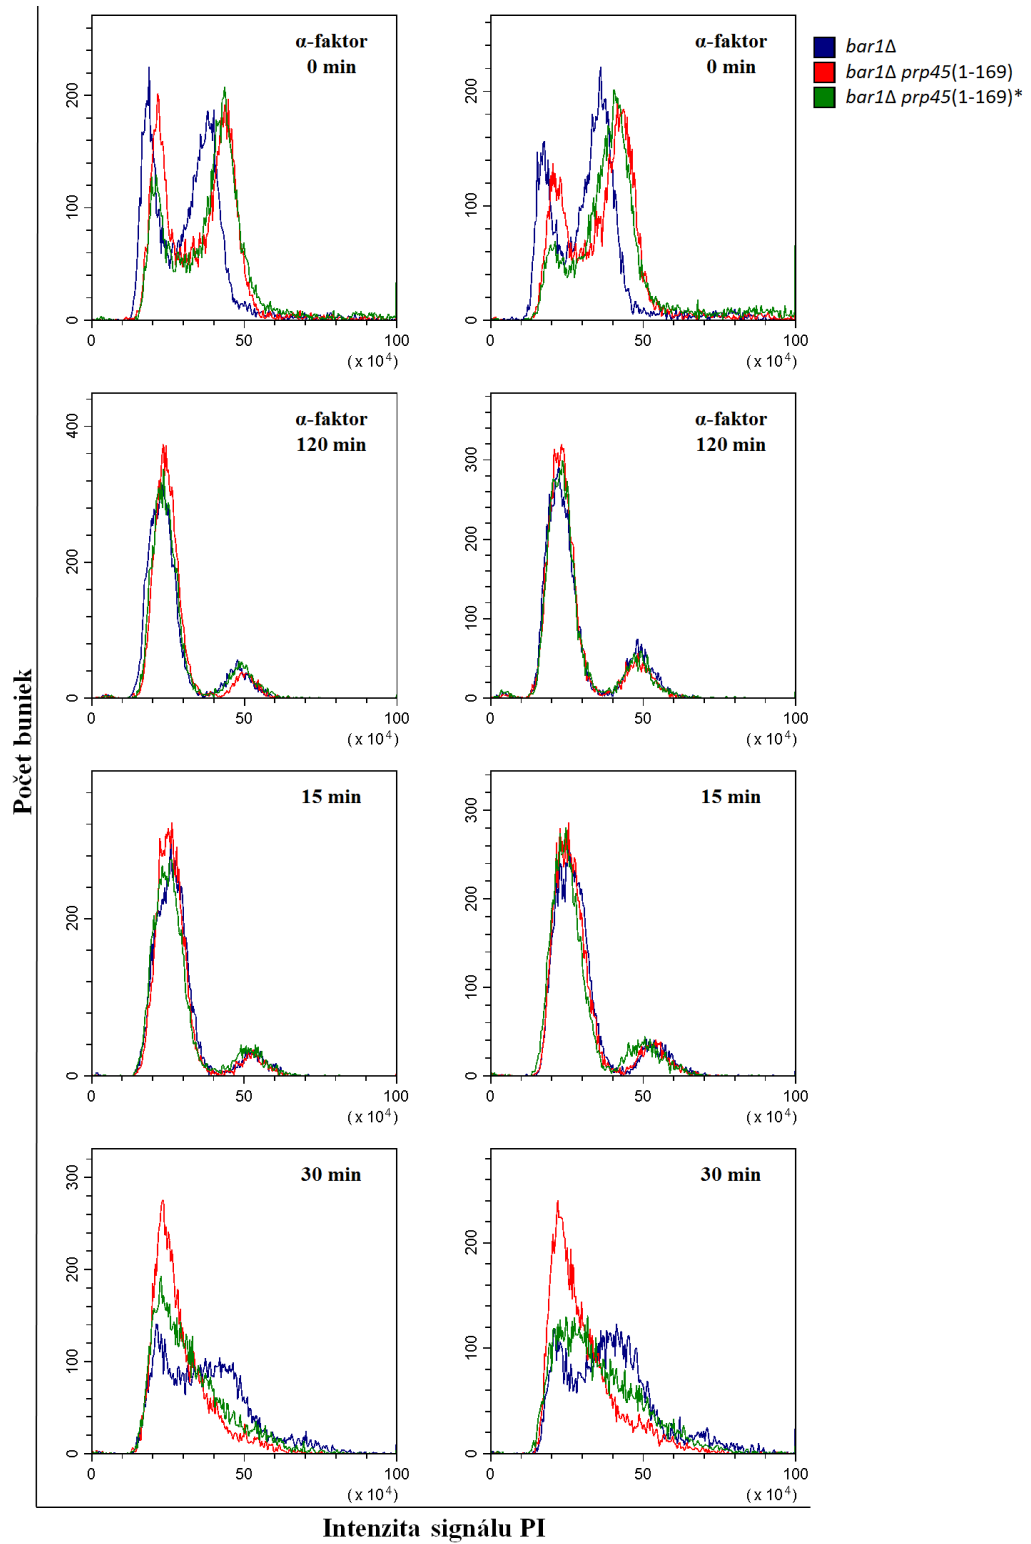 α-faktor
0 min
200
100
0
0 50 100
(x 10⁴)
α-faktor
0 min
200
100
0
0 50 100
(x 10⁴)
bar1Δ
bar1Δ prp45(1-169)
bar1Δ prp45(1-169)*
α-faktor
120 min
400
200
0
0 50 100
(x 10⁴)
α-faktor
120 min
300
200
100
0
0 50 100
(x 10⁴)
15 min
200
0
0 50 100
(x 10⁴)
15 min
300
200
100
0
0 50 100
(x 10⁴)
30 min
300
200
100
0
0 50 100
(x 10⁴)
30 min
200
100
0
0 50 100
(x 10⁴)
Počet buniek
Intenzita signálu PI